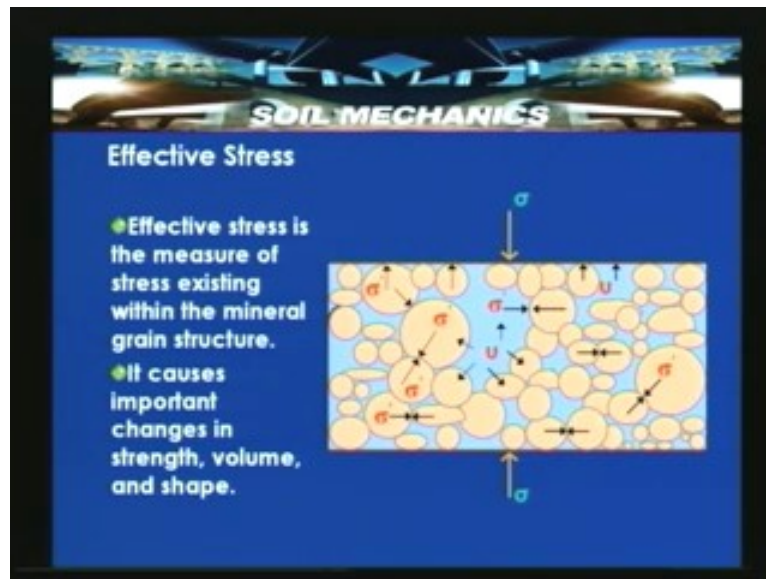 SOIL MECHANICS
Effective Stress
Effective stress is
the measure of
stress existing
within the mineral
grain structure.
It causes
important
changes in
strength, volume,
and shape.
σ
σ' U
σ
σ'
U
σ'
σ'
σ'
σ